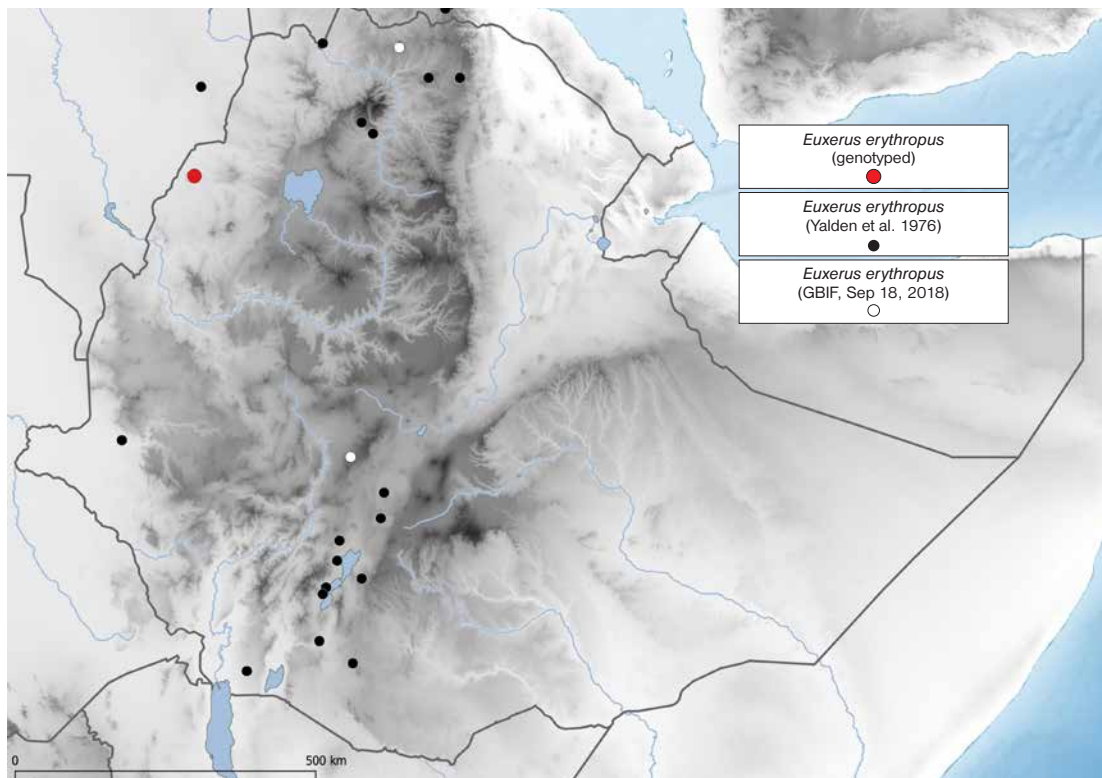 Euxerus erythropus
(genotyped)
Euxerus erythropus
(Yalden et al. 1976)
Euxerus erythropus
(GBIF, Sep 18, 2018)
0
500 km